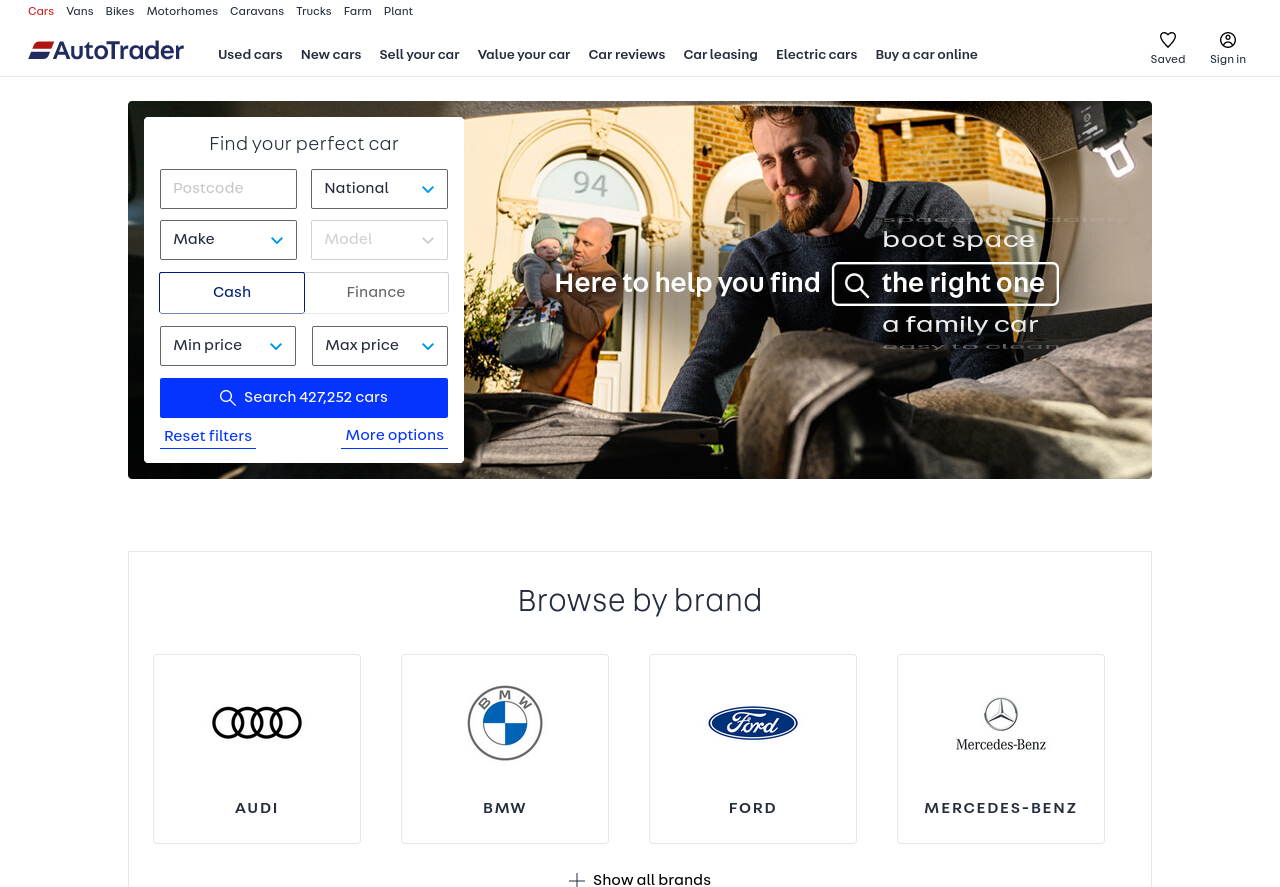 Cars Vans Bikes Motorhomes Caravans Trucks Farm Plant
AutoTrader
Used cars New cars Sell your car Value your car Car reviews Car leasing Electric cars Buy a car online
Saved Sign in
Find your perfect car
Postcode National
Make Model
Cash Finance
Min price Max price
Search 427,252 cars
Reset filters More options
94
boot space
Here to help you find the right one
a family car
easy to clean
Browse by brand
BMW
Ford
Mercedes-Benz
AUDI BMW FORD MERCEDES-BENZ
Show all brands